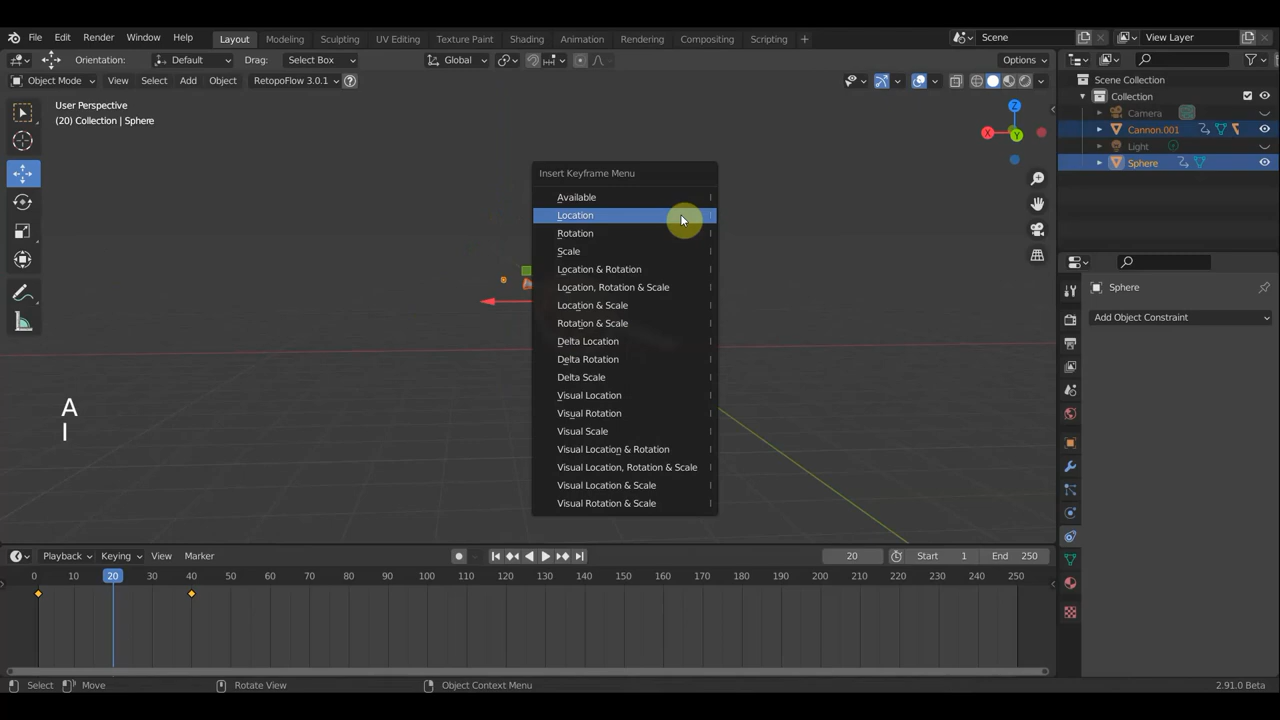 File Edit Render Window Help Layout Modeling Sculpting UV Editing Texture Paint Shading Animation Rendering Compositing Scripting + Scene View Layer
Orientation: Default Drag: Select Box Global Options
Object Mode View Select Add Object RetopoFlow 3.0.1
User Perspective
(20) Collection | Sphere
Z
X
Y
Scene Collection
Collection
Camera
Cannon.001
Light
Sphere
Insert Keyframe Menu
Available I
Location I
Rotation I
Scale I
Location & Rotation I
Location, Rotation & Scale I
Location & Scale I
Rotation & Scale I
Delta Location I
Delta Rotation I
Delta Scale I
Visual Location I
Visual Rotation I
Visual Scale I
Visual Location & Rotation I
Visual Location, Rotation & Scale I
Visual Location & Scale I
Visual Rotation & Scale I
A
I
Sphere
Add Object Constraint
Playback Keying View Marker 20 Start 1 End 250
0 10 20 30 40 50 60 70 80 90 100 110 120 130 140 150 160 170 180 190 200 210 220 230 240 250
Select Move Rotate View Object Context Menu 2.91.0 Beta